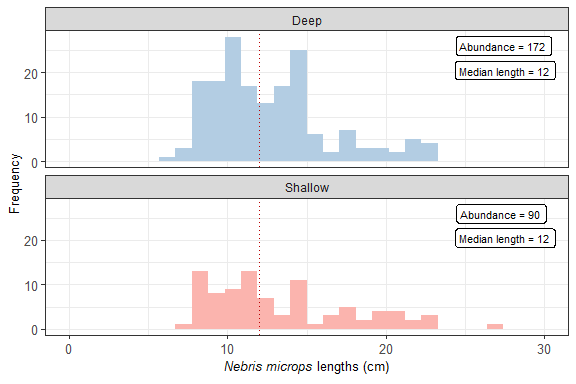 Deep
Abundance = 172
Median length = 12
20
10
0
Frequency
Shallow
Abundance = 90
Median length = 12
20
10
0
0 10 20 30
Nebris microps lengths (cm)